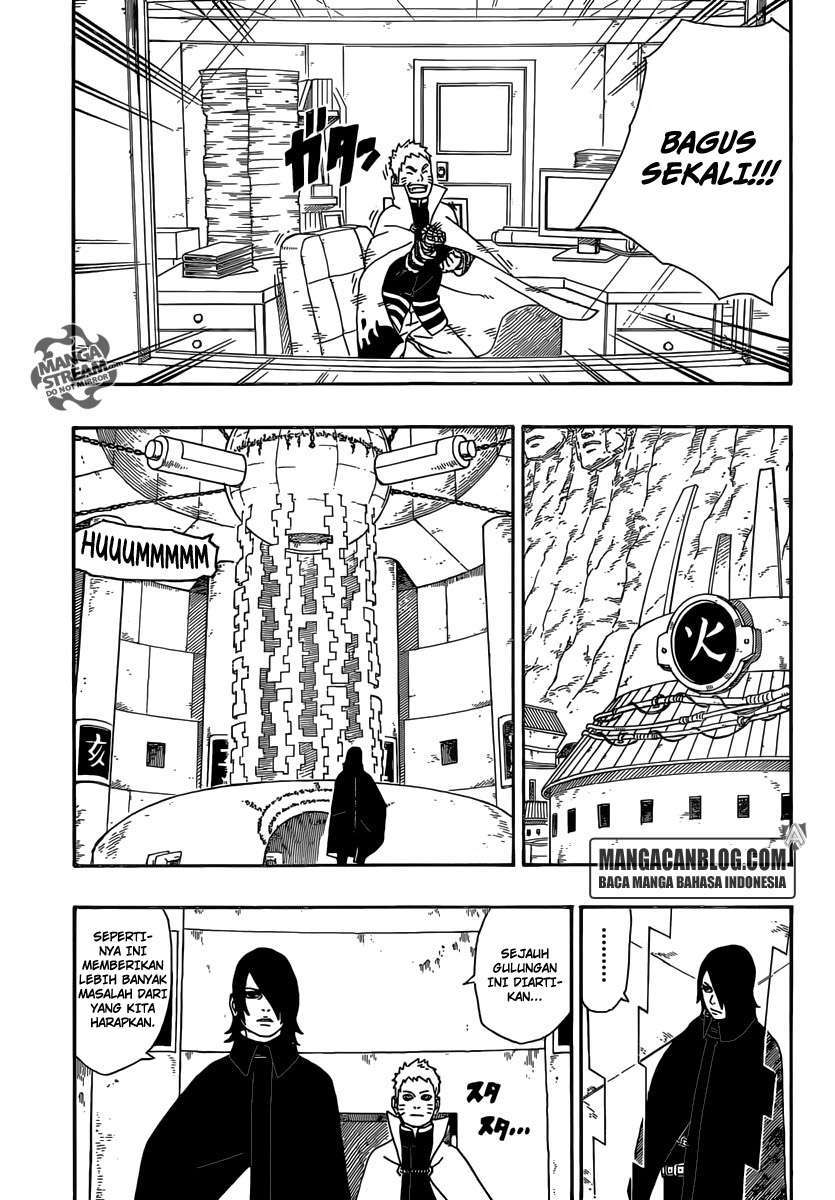 BAGUS
SEKALI!!!
ガタッ
MANGA
STREAM.com
DO NOT MIRROR
火
HUUUMMMMM
亥
MANGACANBLOG.COM
BACA MANGA BAHASA INDONESIA
.........
SEJAUH
GULUNGAN
INI DIARTI-
KAN...
SEPERTI-
NYA INI
MEMBERIKAN
LEBIH BANYAK
MASALAH DARI
YANG KITA
HARAPKAN.
スタ
スタ...